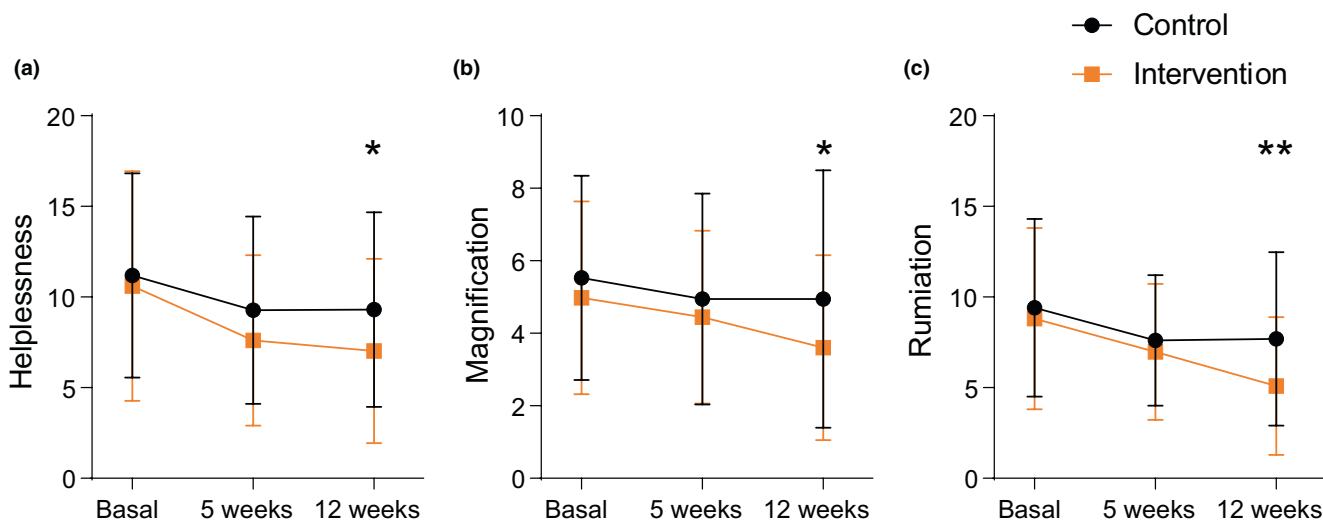 Control
Intervention
(a)
(b)
(c)
20
15
10
5
0
Helplessness
*
Basal
5 weeks
12 weeks
10
8
6
4
2
0
Magnification
*
Basal
5 weeks
12 weeks
20
15
10
5
0
Rumiation
**
Basal
5 weeks
12 weeks